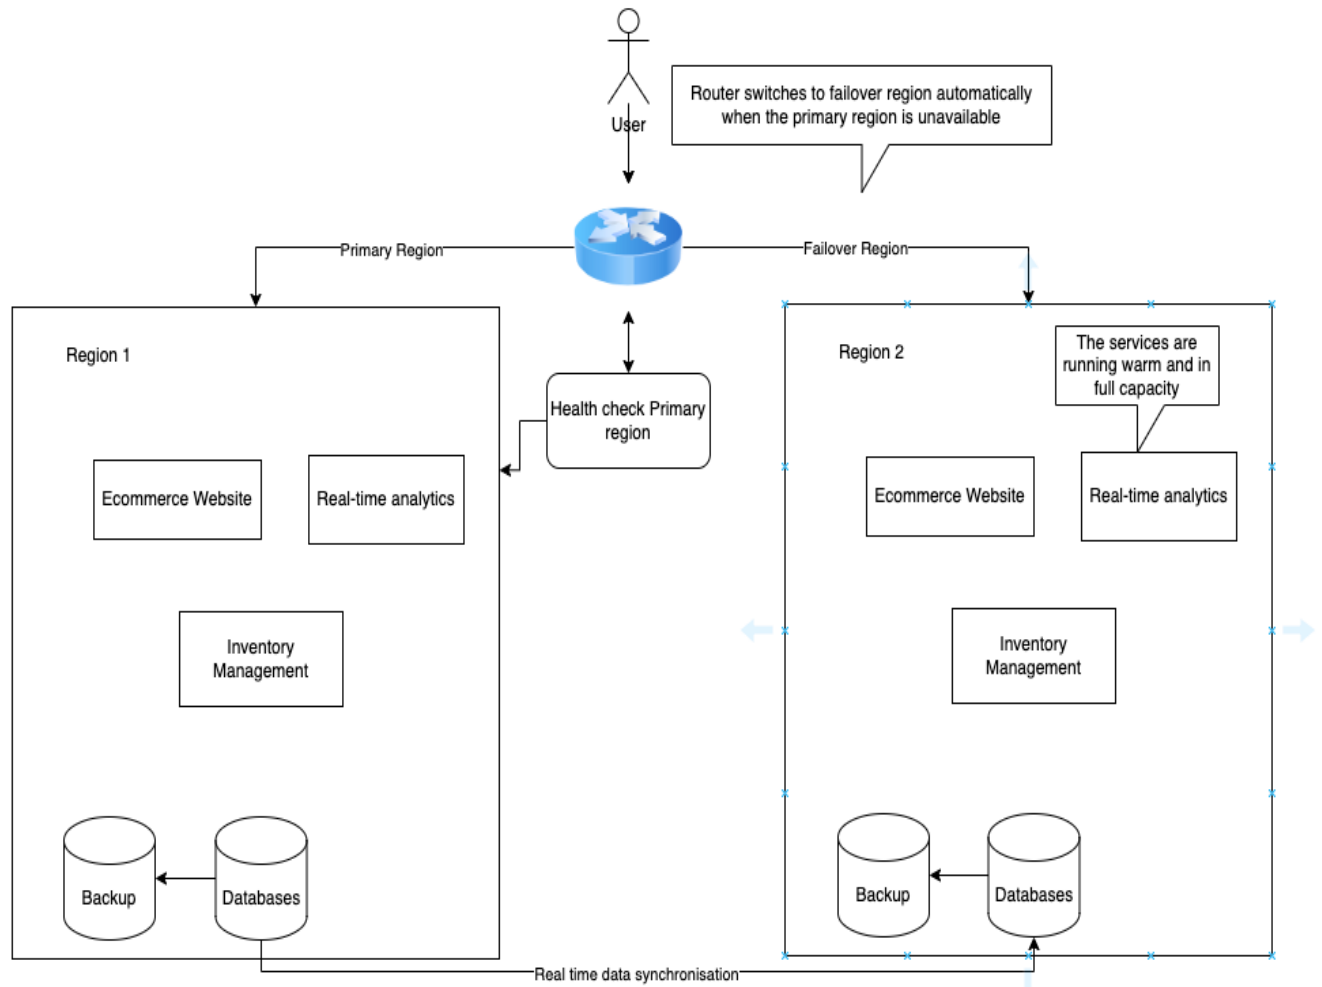 Router switches to failover region automatically
when the primary region is unavailable
User
Primary Region
Failover Region
Region 1
Health check Primary
region
Region 2
The services are
running warm and in
full capacity
Ecommerce Website
Real-time analytics
Ecommerce Website
Real-time analytics
Inventory
Management
Inventory
Management
Backup
Databases
Backup
Databases
Real time data synchronisation